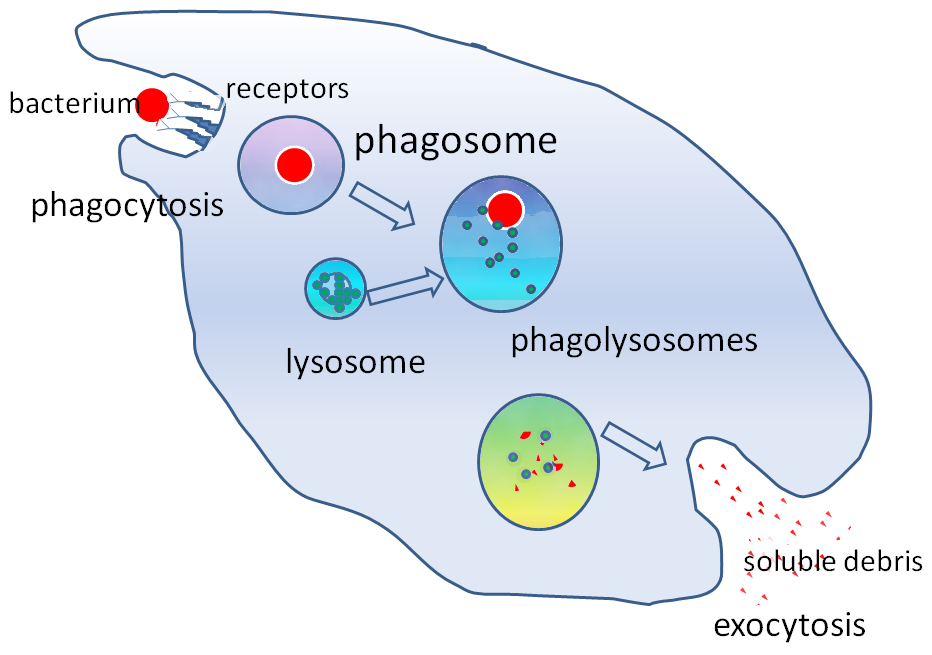 receptors
bacterium
phagosome
phagocytosis
phagolysosomes
lysosome
soluble debris
exocytosis